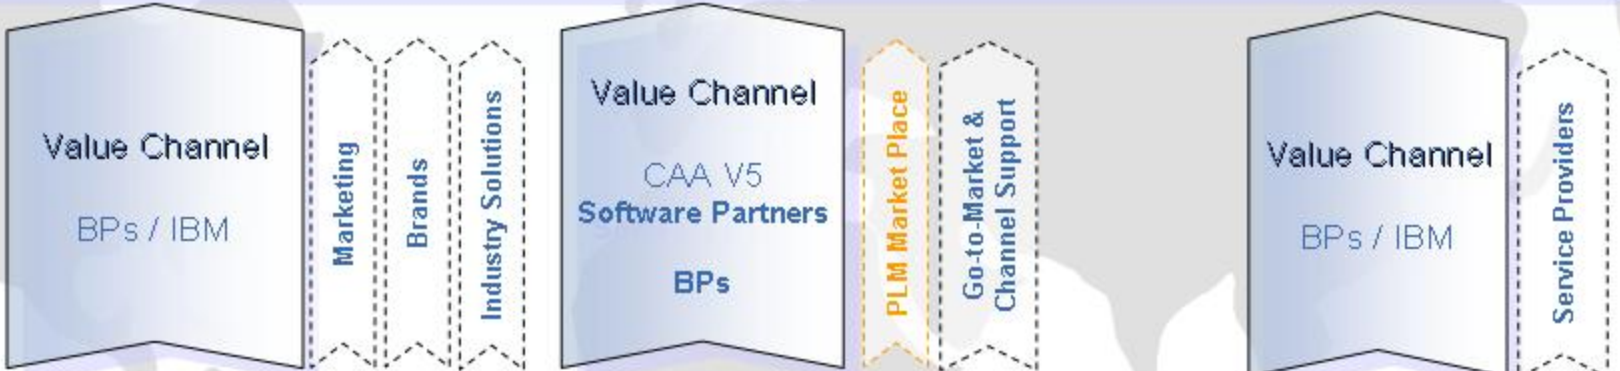 Value Channel
BPs / IBM
Marketing
Brands
Industry Solutions
Value Channel
CAA V5
Software Partners
BPs
PLM Market Place
Go-to-Market &
Channel Support
Value Channel
BPs / IBM
Service Providers